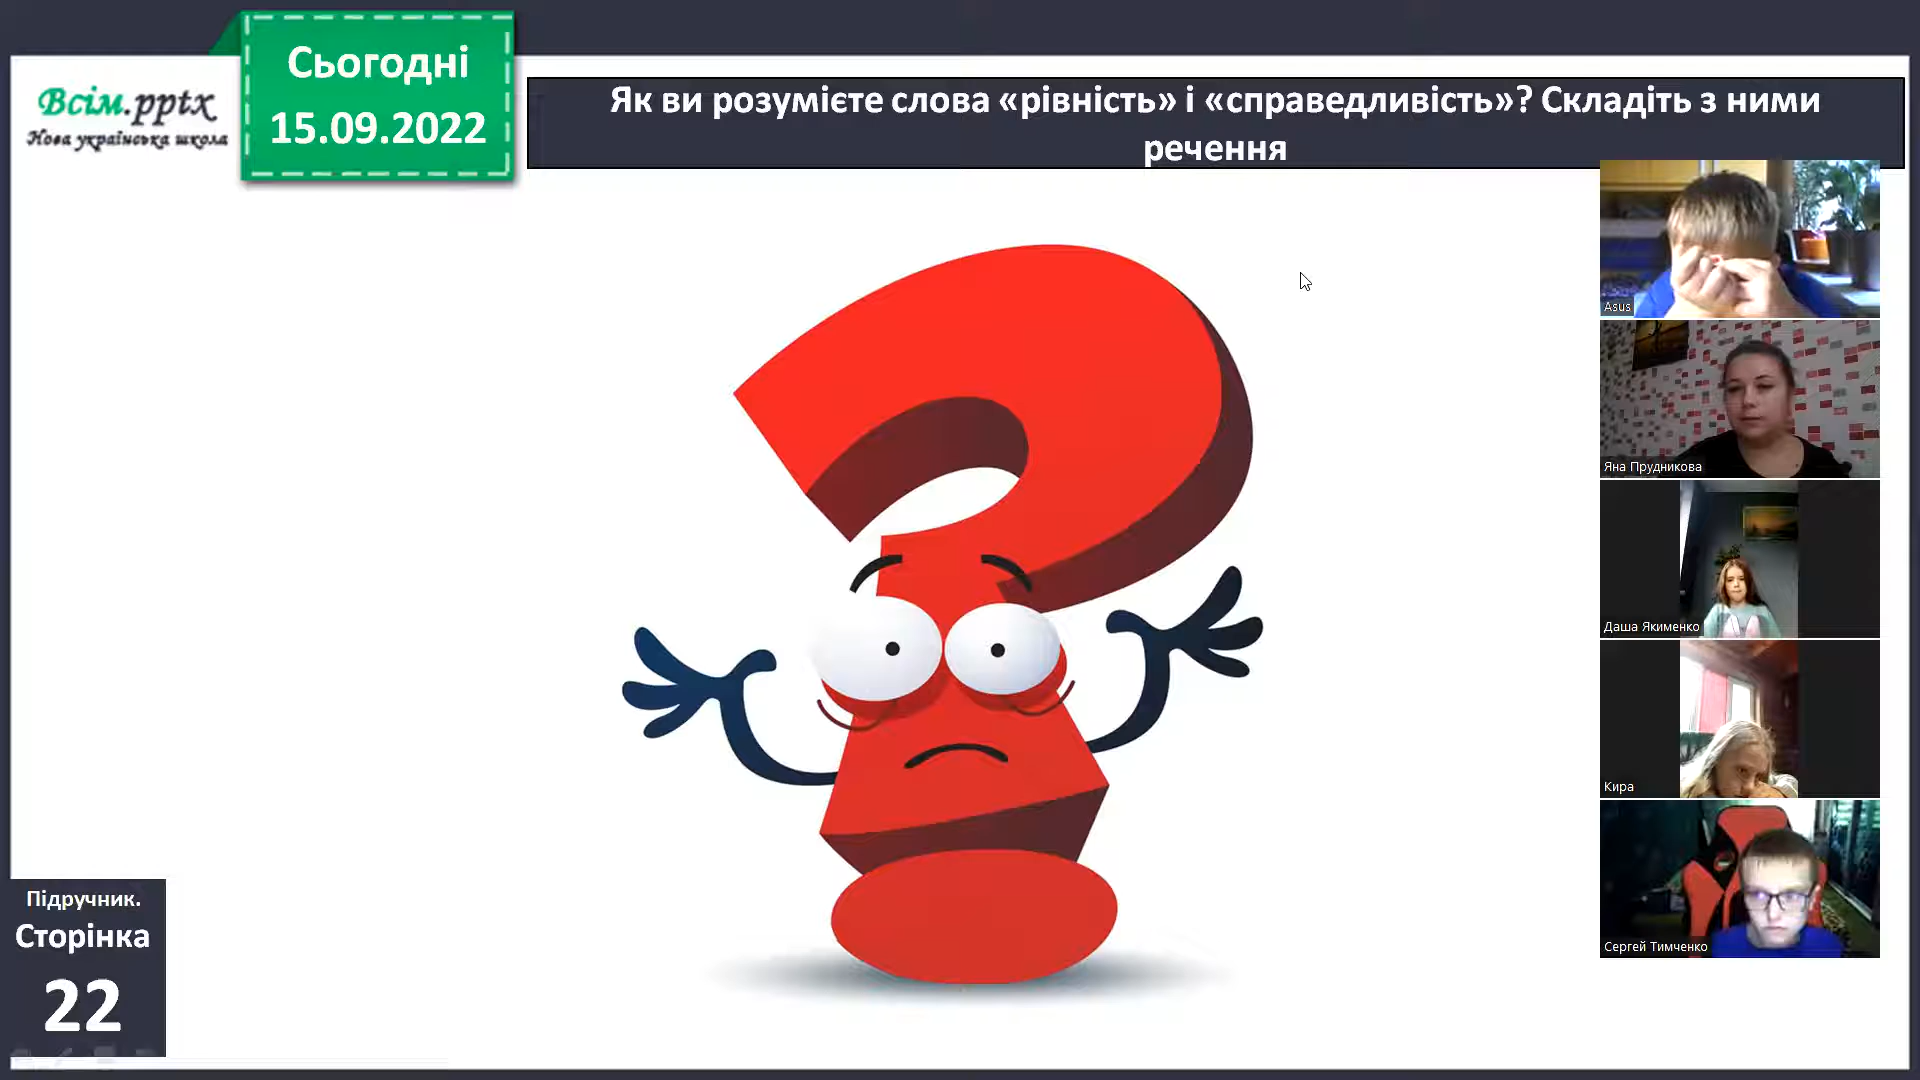 Сьогодні
15.09.2022
Всім.pptx
Нова українська школа
Як ви розумієте слова «рівність» і «справедливість»? Складіть з ними
речення
Asus
Яна Прудникова
Даша Якименко
Кира
Сергей Тимченко
Підручник.
Сторінка
22